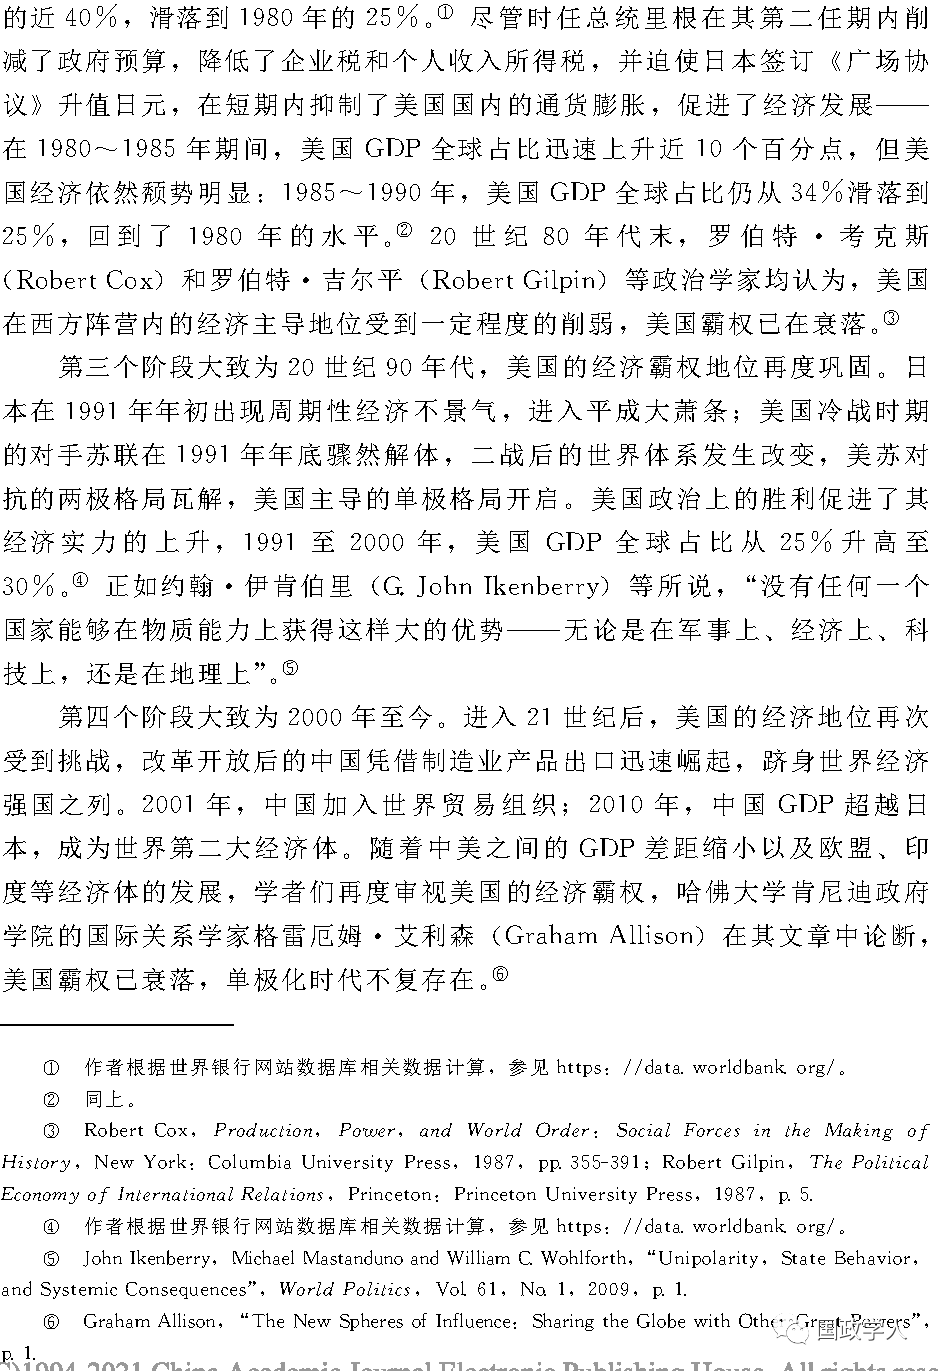 的近 40%，滑落到 1980 年的 25%。① 尽管时任总统里根在其第二任期内削
减了政府预算，降低了企业税和个人收入所得税，并迫使日本签订《广场协
议》升值日元，在短期内抑制了美国国内的通货膨胀，促进了经济发展——
在 1980～1985 年期间，美国 GDP 全球占比迅速上升近 10 个百分点，但美
国经济依然颓势明显：1985～1990 年，美国 GDP 全球占比仍从 34%滑落到
25%，回到了 1980 年的水平。② 20 世纪 80 年代末，罗伯特·考克斯
（Robert Cox）和罗伯特·吉尔平（Robert Gilpin）等政治学家均认为，美国
在西方阵营内的经济主导地位受到一定程度的削弱，美国霸权已在衰落。③
第三个阶段大致为 20 世纪 90 年代，美国的经济霸权地位再度巩固。日
本在 1991 年年初出现周期性经济不景气，进入平成大萧条；美国冷战时期
的对手苏联在 1991 年年底骤然解体，二战后的世界体系发生改变，美苏对
抗的两极格局瓦解，美国主导的单极格局开启。美国政治上的胜利促进了其
经济实力的上升，1991 至 2000 年，美国 GDP 全球占比从 25%升高至
30%。④ 正如约翰·伊肯伯里（G. John Ikenberry）等所说，“没有任何一个
国家能够在物质能力上获得这样大的优势——无论是在军事上、经济上、科
技上，还是在地理上”。⑤
第四个阶段大致为 2000 年至今。进入 21 世纪后，美国的经济地位再次
受到挑战，改革开放后的中国凭借制造业产品出口迅速崛起，跻身世界经济
强国之列。2001 年，中国加入世界贸易组织；2010 年，中国 GDP 超越日
本，成为世界第二大经济体。随着中美之间的 GDP 差距缩小以及欧盟、印
度等经济体的发展，学者们再度审视美国的经济霸权，哈佛大学肯尼迪政府
学院的国际关系学家格雷厄姆·艾利森（Graham Allison）在其文章中论断，
美国霸权已衰落，单极化时代不复存在。⑥
① 作者根据世界银行网站数据库相关数据计算，参见 https：//data. worldbank. org/。
② 同上。
③ Robert Cox，Production，Power，and World Order：Social Forces in the Making of
History，New York：Columbia University Press，1987，pp. 355-391；Robert Gilpin，The Political
Economy of International Relations，Princeton：Princeton University Press，1987，p. 5.
④ 作者根据世界银行网站数据库相关数据计算，参见 https：//data. worldbank. org/。
⑤ John Ikenberry，Michael Mastanduno and William C. Wohlforth，“Unipolarity，State Behavior，
and Systemic Consequences”，World Politics，Vol. 61，No. 1，2009，p. 1.
⑥ Graham Allison，“The New Spheres of Influence：Sharing the Globe with Other Great Powers”，
p. 1.
国政学人
(C)1994-2021 China Academic Journal Electronic Publishing House. All rights rese